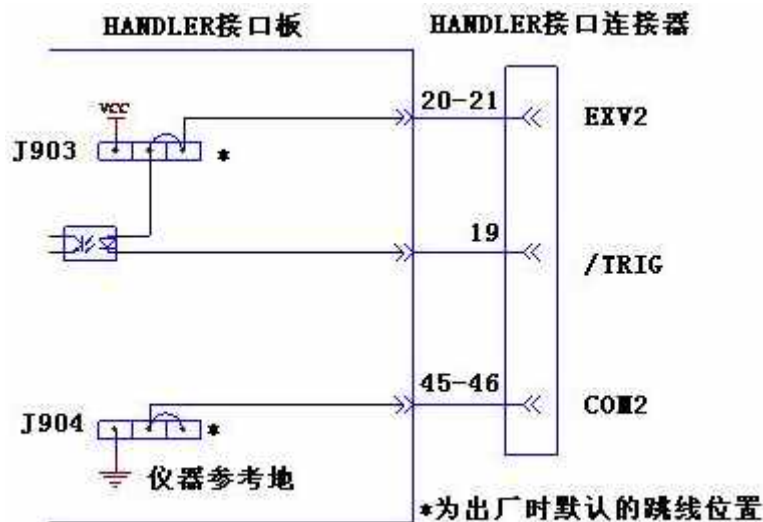 HANDLER接口板 HANDLER接口连接器
VCC
20-21
EXV2
J903
*
19
/TRIG
45-46
COM2
J904
*
仪器参考地
*为出厂时默认的跳线位置